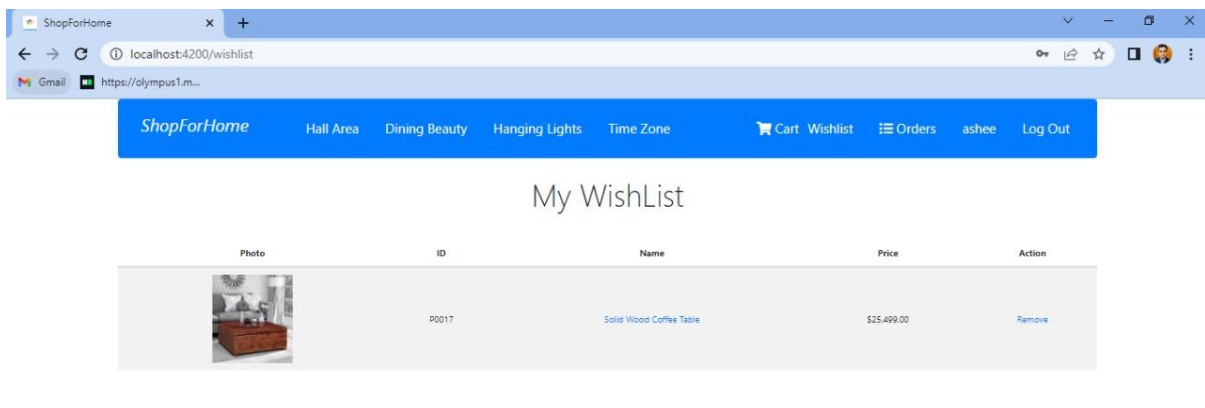 ShopForHome
localhost:4200/wishlist
Gmail https://olympus1.m...
ShopForHome Hall Area Dining Beauty Hanging Lights Time Zone Cart Wishlist Orders ashee Log Out
My WishList
Photo ID Name Price Action
P0017 Solid Wood Coffee Table $25,499.00 Remove